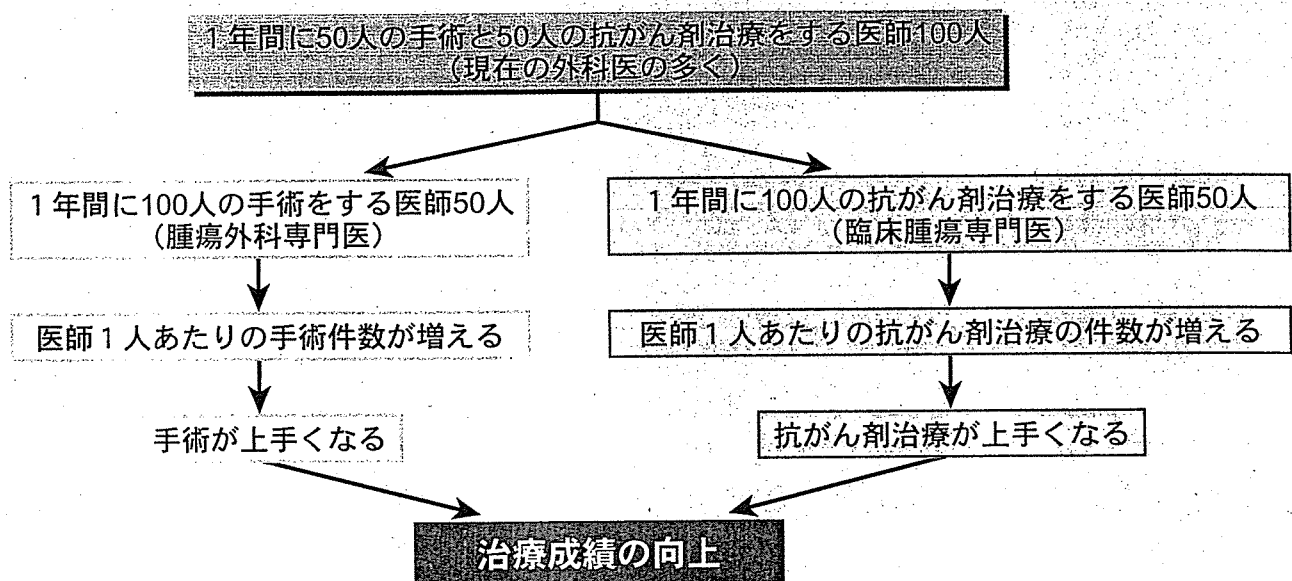 1年間に50人の手術と50人の抗がん剤治療をする医師100人
(現在の外科医の多く)
1年間に100人の手術をする医師50人
(腫瘍外科専門医)
医師1人あたりの手術件数が増える
手術が上手くなる
1年間に100人の抗がん剤治療をする医師50人
(臨床腫瘍専門医)
医師1人あたりの抗がん剤治療の件数が増える
抗がん剤治療が上手くなる
治療成績の向上